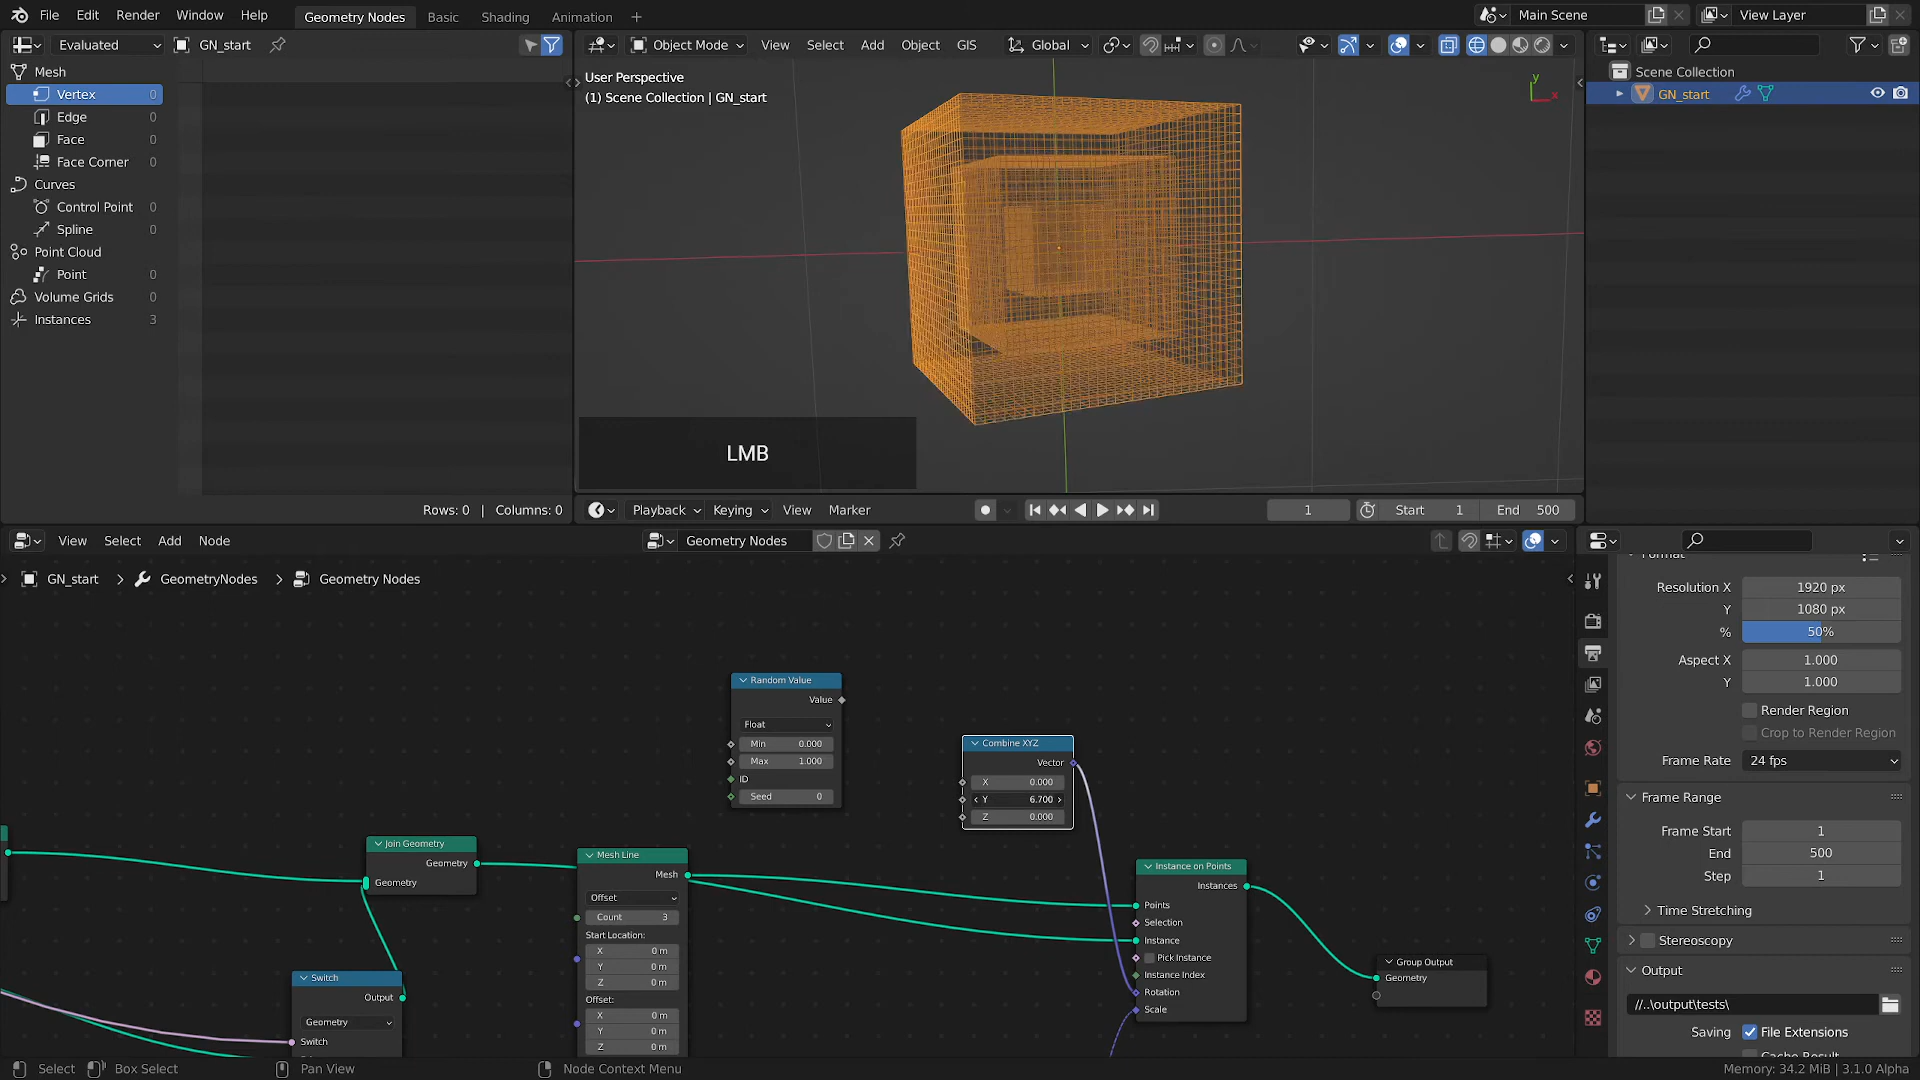 File Edit Render Window Help
Geometry Nodes Basic Shading Animation +
Main Scene View Layer
Evaluated GN_start
Mesh
Vertex 0
Edge 0
Face 0
Face Corner 0
Curves
Control Point 0
Spline 0
Point Cloud
Point 0
Volume Grids 0
Instances 3
Rows: 0 | Columns: 0
Object Mode View Select Add Object GIS Global
User Perspective
(1) Scene Collection | GN_start
y
x
LMB
Playback Keying View Marker
1 Start 1 End 500
Scene Collection
GN_start
View Select Add Node
Geometry Nodes
GN_start > GeometryNodes > Geometry Nodes
Random Value
Value
Float
Min 0.000
Max 1.000
ID
Seed 0
Combine XYZ
Vector
X 0.000
Y 6.700
Z 0.000
Join Geometry
Geometry
Geometry
Switch
Output
Geometry
Switch
Mesh Line
Mesh
Offset
Count 3
Start Location:
X 0 m
Y 0 m
Z 0 m
Offset:
X 0 m
Y 0 m
Z 0 m
Instance on Points
Instances
Points
Selection
Instance
Pick Instance
Instance Index
Rotation
Scale
Group Output
Geometry
Format
Resolution X 1920 px
Y 1080 px
% 50%
Aspect X 1.000
Y 1.000
Render Region
Crop to Render Region
Frame Rate 24 fps
Frame Range
Frame Start 1
End 500
Step 1
Time Stretching
Stereoscopy
Output
//..\output\tests\
Saving File Extensions
Cache Result
Select Box Select Pan View Node Context Menu
Memory: 34.2 MiB | 3.1.0 Alpha